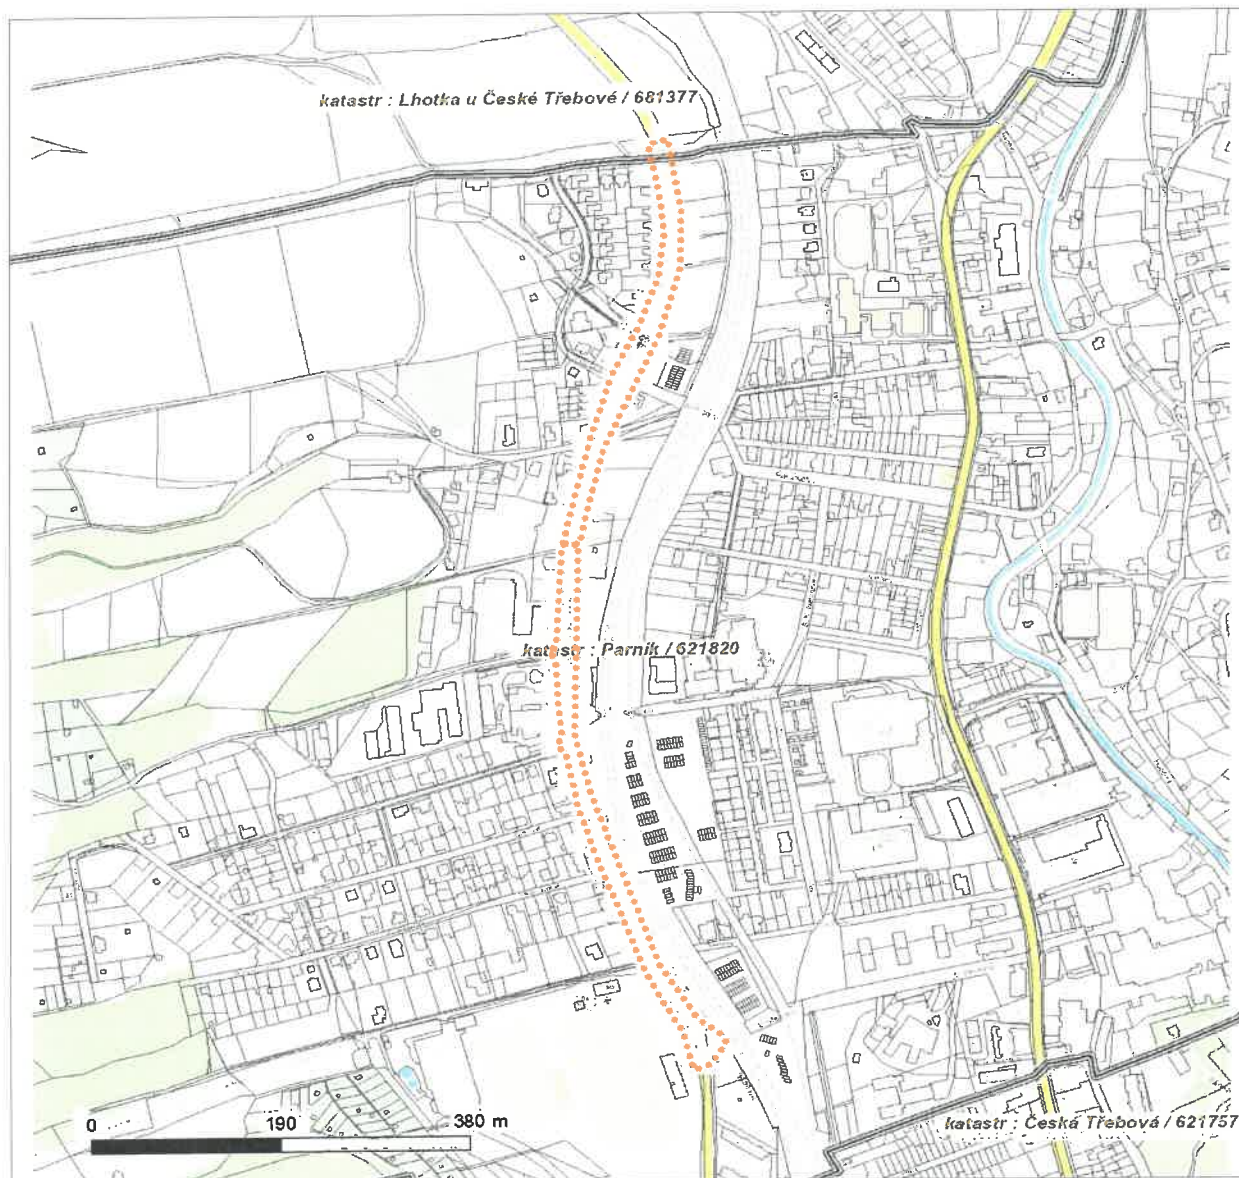 katastr : Lhotka u České Třebové / 681377
katastr : Parník / 621820
0 190 380 m
katastr : Česká Třebová / 621757